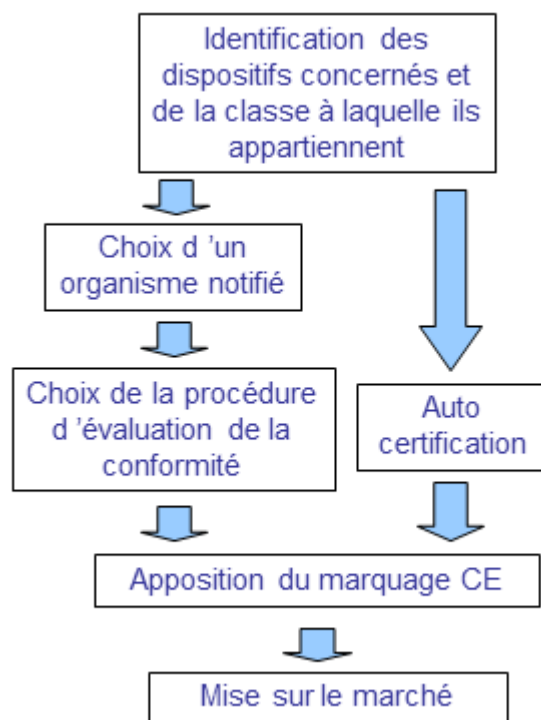 Identification des
dispositifs concernés et
de la classe à laquelle ils
appartiennent
Choix d ’un
organisme notifié
Choix de la procédure
d ’évaluation de la
conformité
Auto
certification
Apposition du marquage CE
Mise sur le marché